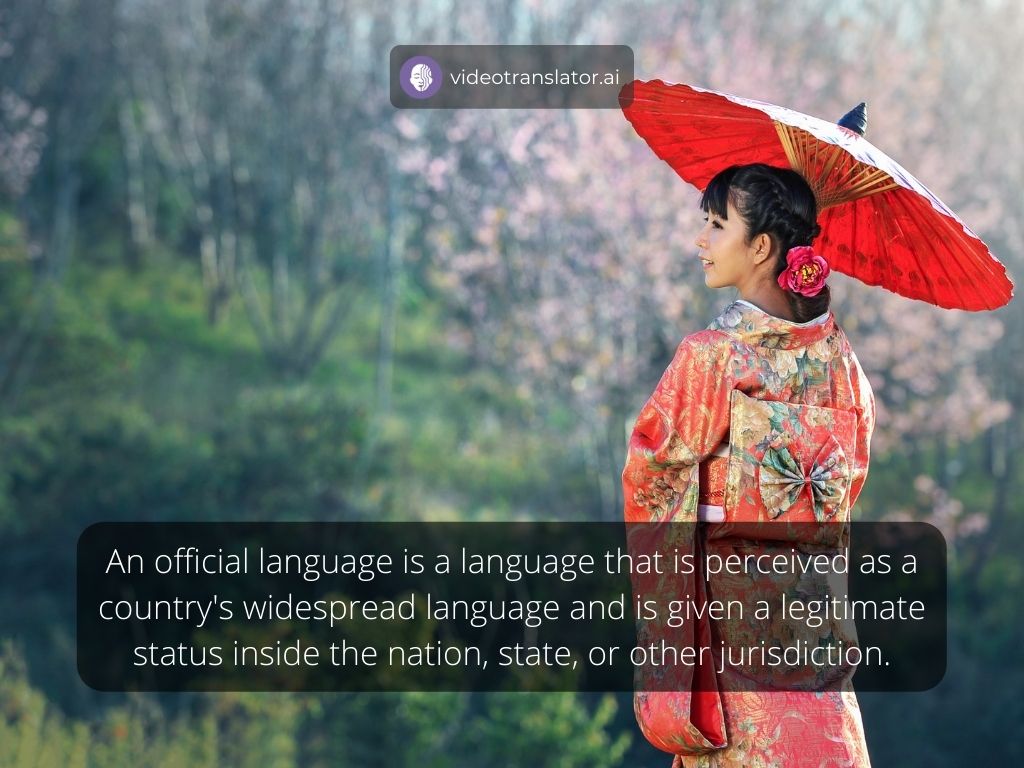 videotranslator.ai
An official language is a language that is perceived as a
country's widespread language and is given a legitimate
status inside the nation, state, or other jurisdiction.